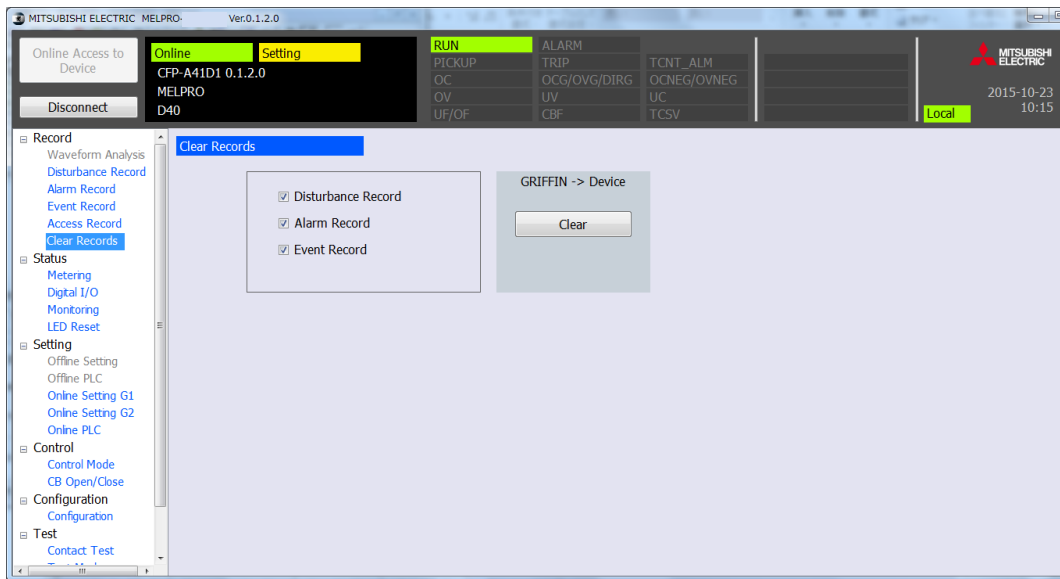 MITSUBISHI ELECTRIC MELPRO- Ver.0.1.2.0
Online Access to
Device
Disconnect
Online Setting
CFP-A41D1 0.1.2.0
MELPRO
D40
RUN ALARM
PICKUP TRIP TCNT_ALM
OC OCG/OVG/DIRG OCNEG/OVNEG
OV UV UC
UF/OF CBF TCSV
MITSUBISHI
ELECTRIC
2015-10-23
10:15
Local
Record
Waveform Analysis
Disturbance Record
Alarm Record
Event Record
Access Record
Clear Records
Status
Metering
Digital I/O
Monitoring
LED Reset
Setting
Offline Setting
Offline PLC
Online Setting G1
Online Setting G2
Online PLC
Control
Control Mode
CB Open/Close
Configuration
Configuration
Test
Contact Test
Clear Records
Disturbance Record
Alarm Record
Event Record
GRIFFIN -> Device
Clear